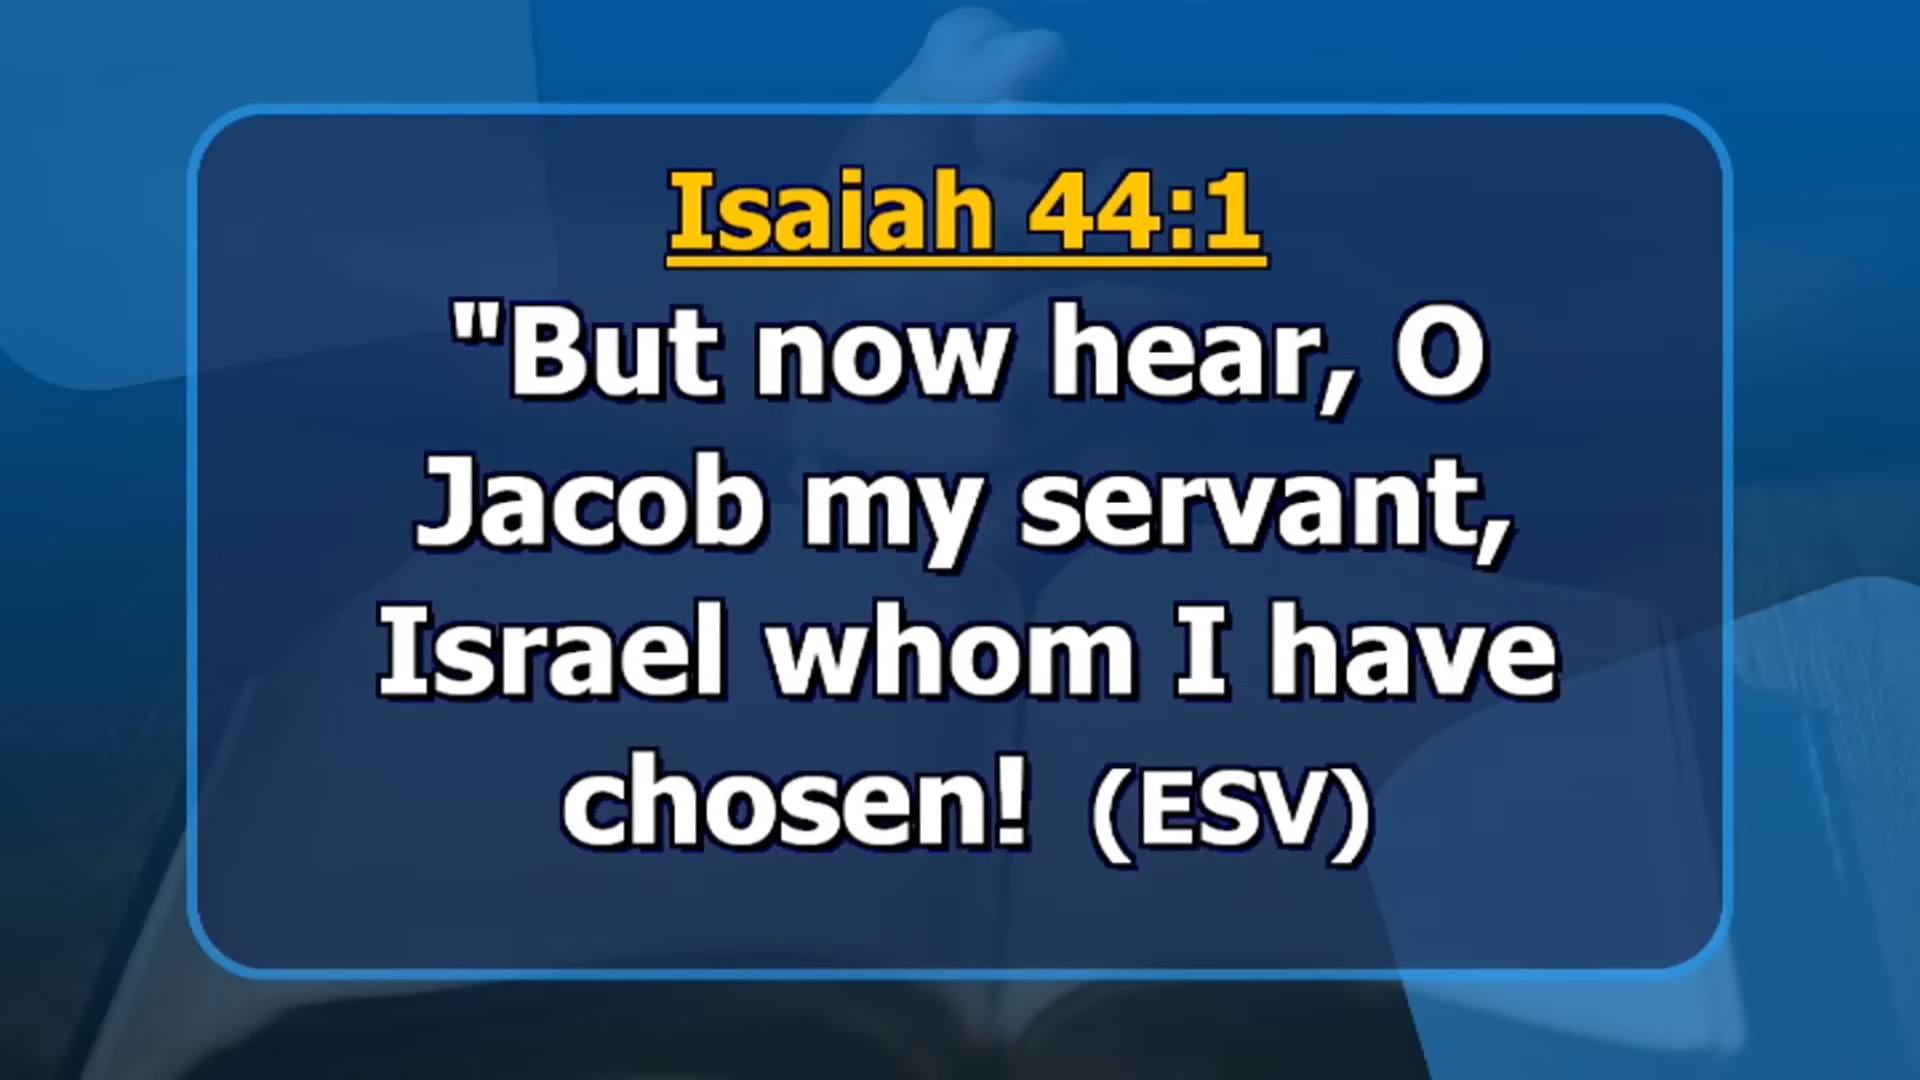 Isaiah 44:1
"But now hear, O
Jacob my servant,
Israel whom I have
chosen! (ESV)